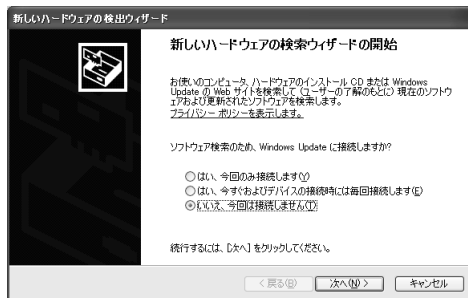 新しいハードウェアの検出ウィザード
新しいハードウェアの検索ウィザードの開始
お使いのコンピュータ、ハードウェアのインストール CD または Windows
Update の Web サイトを検索して (ユーザーの了解のもとに) 現在のソフトウ
ェアおよび更新されたソフトウェアを検索します。
プライバシー ポリシーを表示します。
ソフトウェア検索のため、Windows Update に接続しますか?
はい、今回のみ接続します(Y)
はい、今すぐおよびデバイスの接続時には毎回接続します(E)
いいえ、今回は接続しません(T)
続行するには、[次へ] をクリックしてください。
< 戻る(B)
次へ(N) >
キャンセル